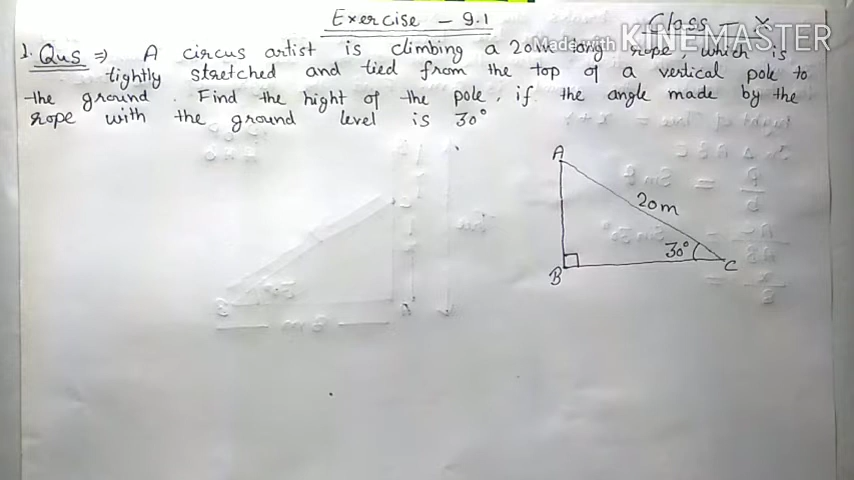 Exercise - 9.1
Class - X
Made with KINEMASTER
1. Qus ⇒ A circus artist is climbing a 20m long rope, which is
tightly stretched and tied from the top of a vertical pole to
the ground. Find the hight of the pole, if the angle made by the
rope with the ground level is 30°
A
20m
30°
B
C